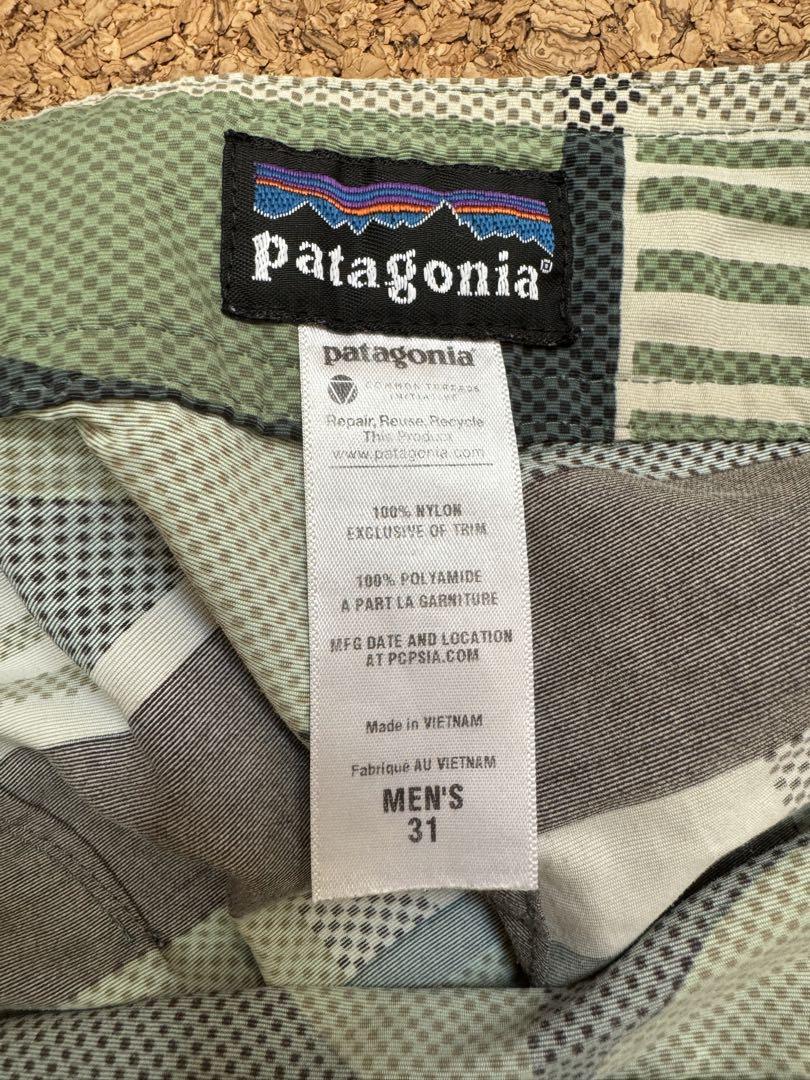 patagonia®
patagonia®
COMMON THREADS
INITIATIVE
Repair, Reuse, Recycle
This Product
www.patagonia.com
100% NYLON
EXCLUSIVE OF TRIM
100% POLYAMIDE
A PART LA GARNITURE
MFG DATE AND LOCATION
AT PCPSIA.COM
Made in VIETNAM
Fabriqué AU VIETNAM
MEN'S
31